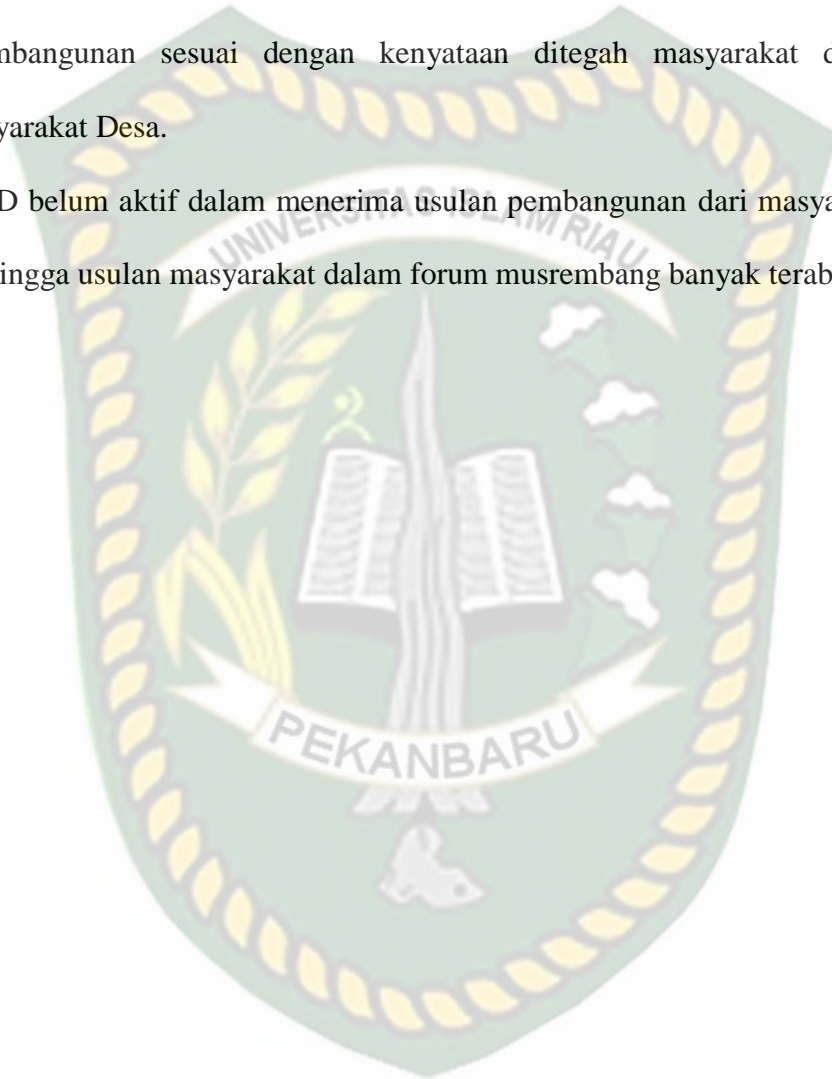 mbangunan sesuai dengan kenyataan ditegah masyarakat d
yarakat Desa.
D belum aktif dalam menerima usulan pembangunan dari masya
ingga usulan masyarakat dalam forum musrembang banyak terab
UNIVERSITAS ISLAM RIAU
PEKANBARU